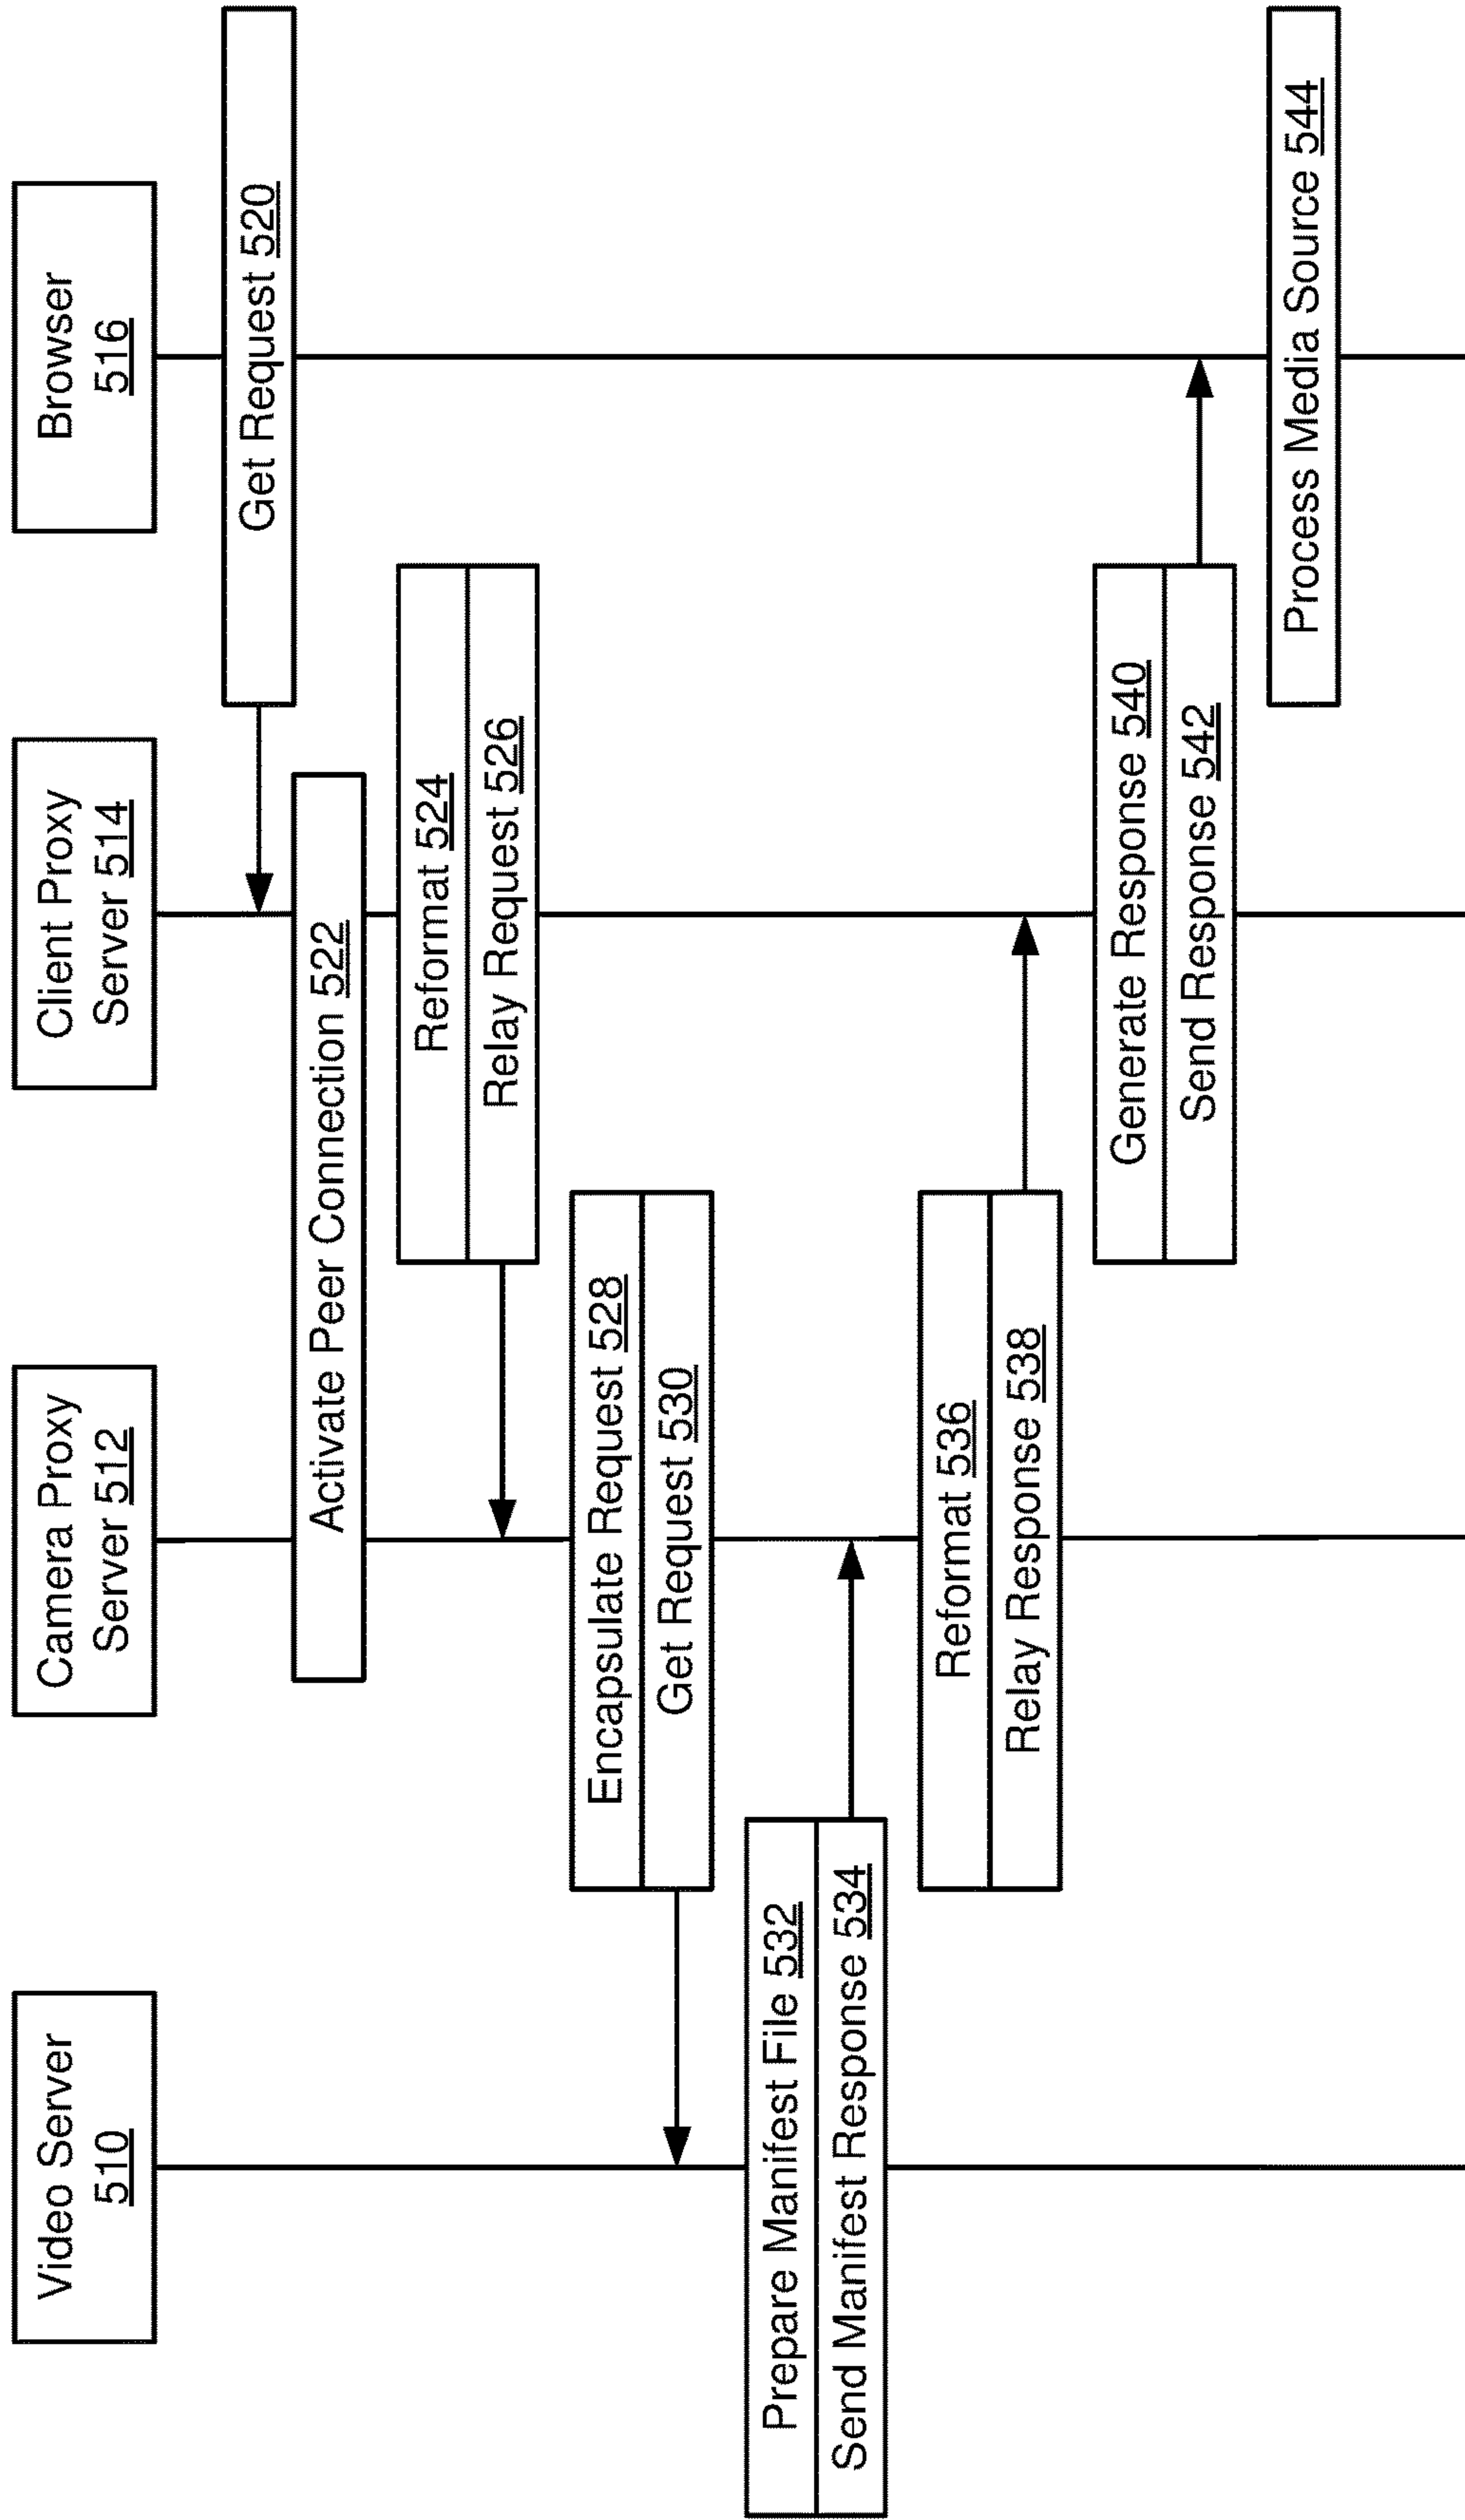 Video Server
510
Camera Proxy
Server 512
Client Proxy
Server 514
Browser
516
Get Request 520
Activate Peer Connection 522
Reformat 524
Relay Request 526
Encapsulate Request 528
Get Request 530
Prepare Manifest File 532
Send Manifest Response 534
Reformat 536
Relay Response 538
Generate Response 540
Send Response 542
Process Media Source 544